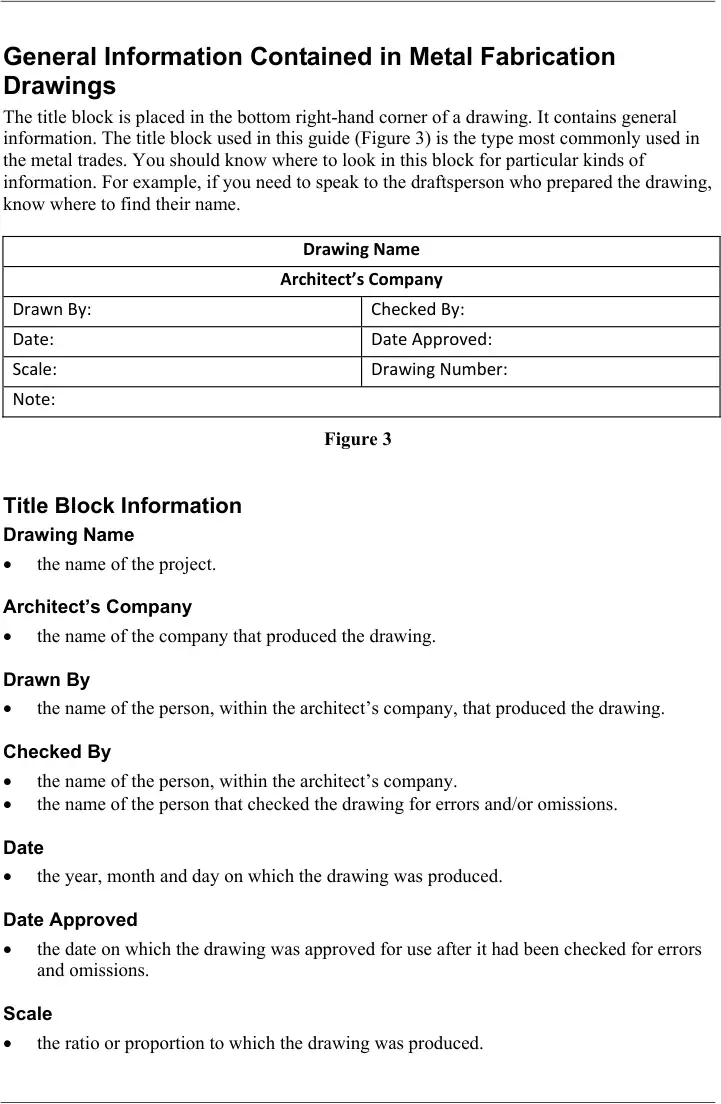 General Information Contained in Metal Fabrication
Drawings
The title block is placed in the bottom right-hand corner of a drawing. It contains general
information. The title block used in this guide (Figure 3) is the type most commonly used in
the metal trades. You should know where to look in this block for particular kinds of
information. For example, if you need to speak to the draftsperson who prepared the drawing,
know where to find their name.
Drawing Name
Architect’s Company
Drawn By:
Checked By:
Date:
Date Approved:
Scale:
Drawing Number:
Note:
Figure 3
Title Block Information
Drawing Name
• the name of the project.
Architect’s Company
• the name of the company that produced the drawing.
Drawn By
• the name of the person, within the architect’s company, that produced the drawing.
Checked By
• the name of the person, within the architect’s company.
• the name of the person that checked the drawing for errors and/or omissions.
Date
• the year, month and day on which the drawing was produced.
Date Approved
• the date on which the drawing was approved for use after it had been checked for errors
and omissions.
Scale
• the ratio or proportion to which the drawing was produced.